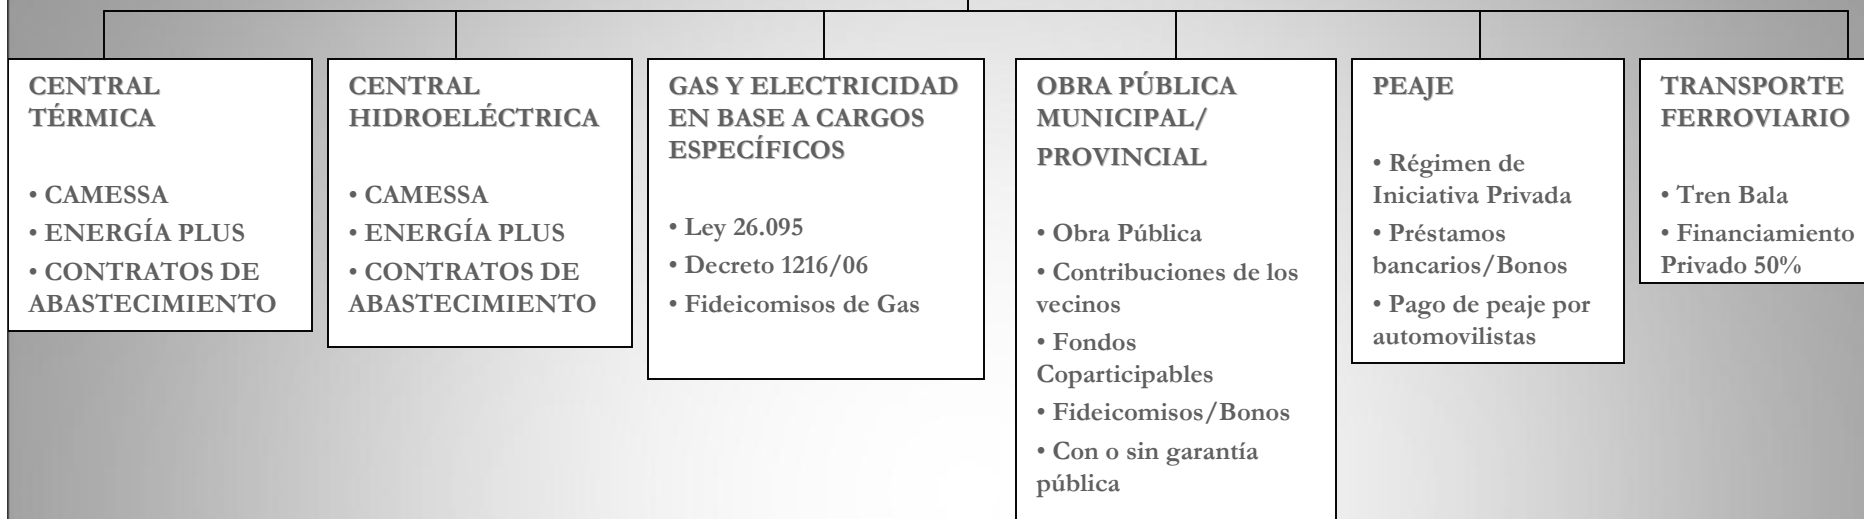 CENTRAL
TÉRMICA
• CAMESSA
• ENERGÍA PLUS
• CONTRATOS DE
ABASTECIMIENTO
CENTRAL
HIDROELÉCTRICA
• CAMESSA
• ENERGÍA PLUS
• CONTRATOS DE
ABASTECIMIENTO
GAS Y ELECTRICIDAD
EN BASE A CARGOS
ESPECÍFICOS
• Ley 26.095
• Decreto 1216/06
• Fideicomisos de Gas
OBRA PÚBLICA
MUNICIPAL/
PROVINCIAL
• Obra Pública
• Contribuciones de los
vecinos
• Fondos
Coparticipables
• Fideicomisos/Bonos
• Con o sin garantía
pública
PEAJE
• Régimen de
Iniciativa Privada
• Préstamos
bancarios/Bonos
• Pago de peaje por
automovilistas
TRANSPORTE
FERROVIARIO
• Tren Bala
• Financiamiento
Privado 50%